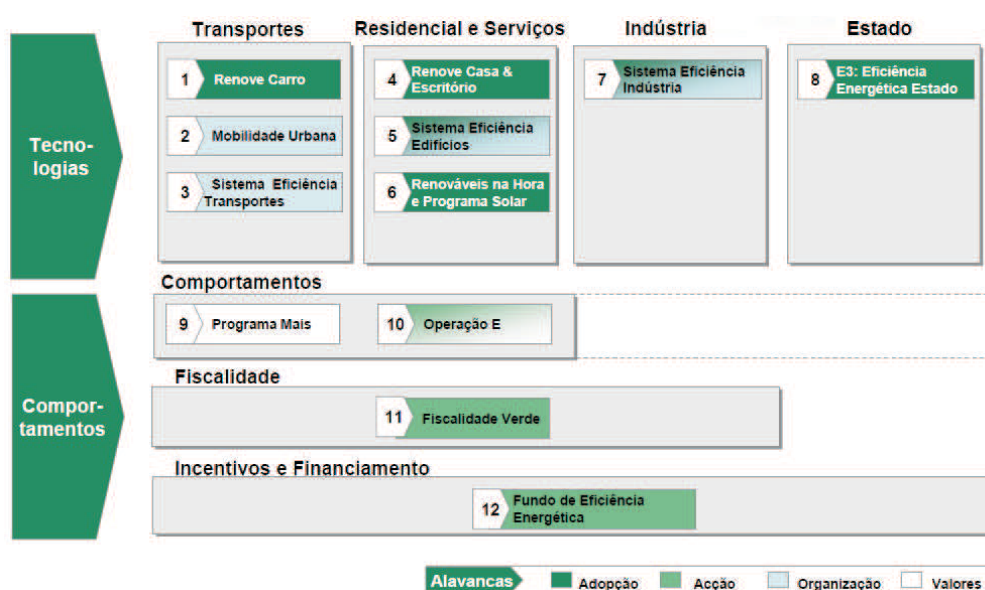 Transportes
Residencial e Serviços
Indústria
Estado
Tecno-
logias
1 Renove Carro
2 Mobilidade Urbana
3 Sistema Eficiência
Transportes
4 Renove Casa &
Escritório
5 Sistema Eficiência
Edifícios
6 Renováveis na Hora
e Programa Solar
7 Sistema Eficiência
Indústria
8 E3: Eficiência
Energética Estado
Compor-
tamentos
Comportamentos
9 Programa Mais
10 Operação E
Fiscalidade
11 Fiscalidade Verde
Incentivos e Financiamento
12 Fundo de Eficiência
Energética
Alavancas Adopção Acção Organização Valores